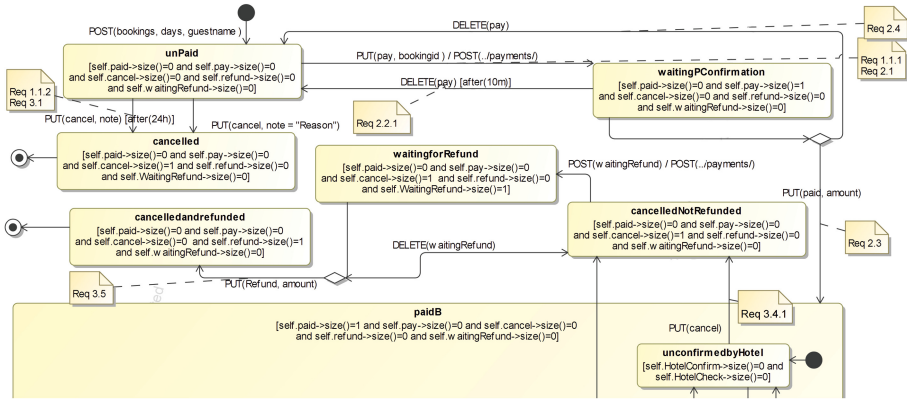 DELETE(pay)
Req 2.4
POST(bookings, days, guestname )
unPaid
[self.paid->size()=0 and self.pay->size()=0
and self.cancel->size()=0 and self.refund->size()=0
and self.waitingRefund->size()=0]
PUT(pay, bookingid ) / POST(../payments/)
Req 1.1.1
Req 2.1
waitingPConfirmation
[self.paid->size()=0 and self.pay->size()=1
and self.cancel->size()=0 and self.refund->size()=0
and self.waitingRefund->size()=0]
DELETE(pay) [after(10m)]
Req 1.1.2
Req 3.1
Req 2.2.1
PUT(cancel, note) [after(24h)]
PUT(cancel, note = "Reason")
cancelled
[self.paid->size()=0 and self.pay->size()=0
and self.cancel->size()=1 and self.refund->size()=0
and self.WaitingRefund->size()=0]
waitingforRefund
[self.paid->size()=0 and self.pay->size()=0
and self.cancel->size()=1 and self.refund->size()=0
and self.WaitingRefund->size()=1]
POST(waitingRefund) / POST(../payments/)
PUT(paid, amount)
cancelledandrefunded
[self.paid->size()=0 and self.pay->size()=0
and self.cancel->size()=0 and self.refund->size()=1
and self.waitingRefund->size()=0]
cancelledNotRefunded
[self.paid->size()=0 and self.pay->size()=0
and self.cancel->size()=1 and self.refund->size()=0
and self.waitingRefund->size()=0]
Req 2.3
DELETE(waitingRefund)
PUT(Refund, amount)
Req 3.5
paidB
[self.paid->size()=1 and self.pay->size()=0 and self.cancel->size()=0
and self.refund->size()=0 and self.waitingRefund->size()=0]
Req 3.4.1
PUT(cancel)
unconfirmedbyHotel
[self.HotelConfirm->size()=0 and
self.HotelCheck->size()=0]